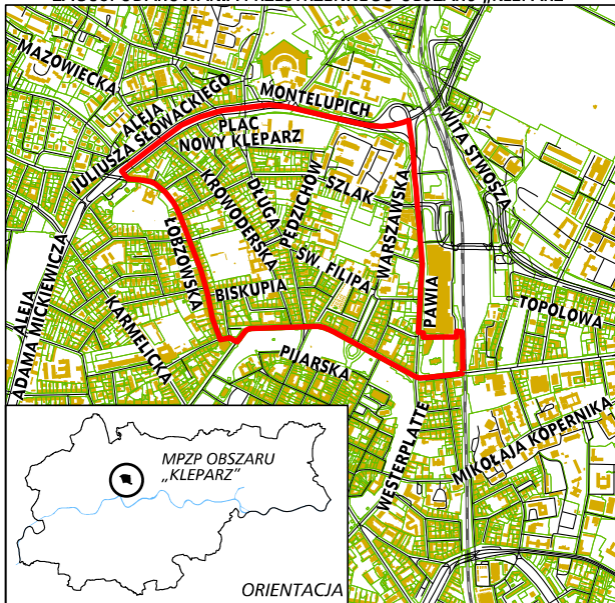 MAZOWIECKA
ALEJA
JULIUSZA SŁOWACKIEGO
MONTELUPICH
PLAC
NOWY KLEPARZ
WITA STWOSZA
SZLAK
DŁUGA
PĘDZICHÓW
KROWODERSKA
WARSZAWSKA
ŁOBZOWSKA
ŚW. FILIPA
BISKUPIA
PAWIA
TOPOLOWA
ALEJA
ADAMA MICKIEWICZA
KARMELICKA
PIJARSKA
WESTERPLATTE
MIKOŁAJA KOPERNIKA
MPZP OBSZARU
„KLEPARZ”
ORIENTACJA